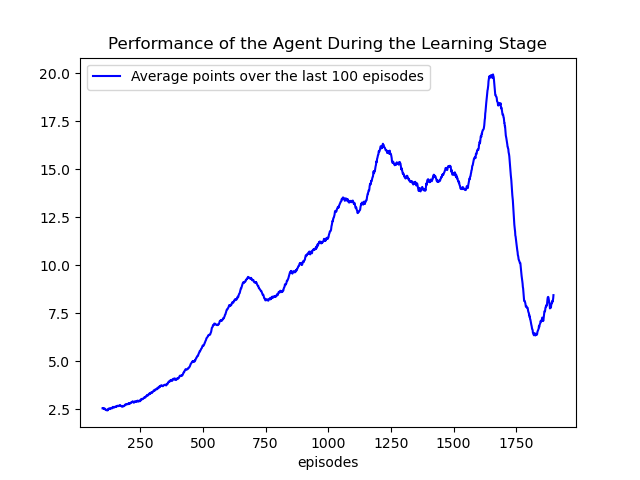 Performance of the Agent During the Learning Stage
Average points over the last 100 episodes
20.0
17.5
15.0
12.5
10.0
7.5
5.0
2.5
250 500 750 1000 1250 1500 1750
episodes